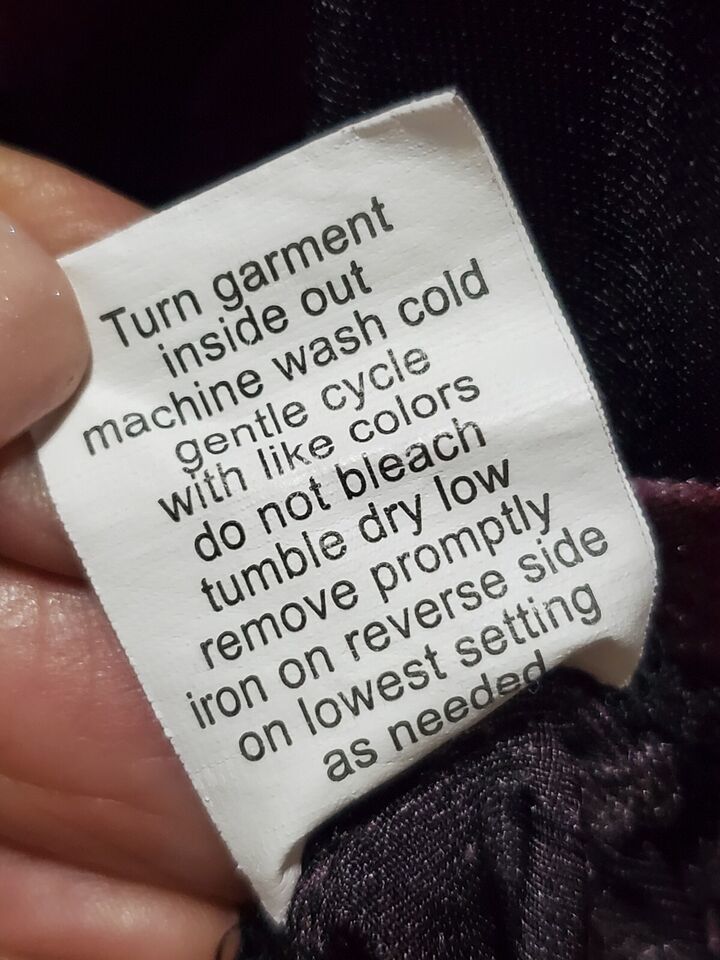 Turn garment
inside out
machine wash cold
gentle cycle
with like colors
do not bleach
tumble dry low
remove promptly
iron on reverse side
on lowest setting
as needed